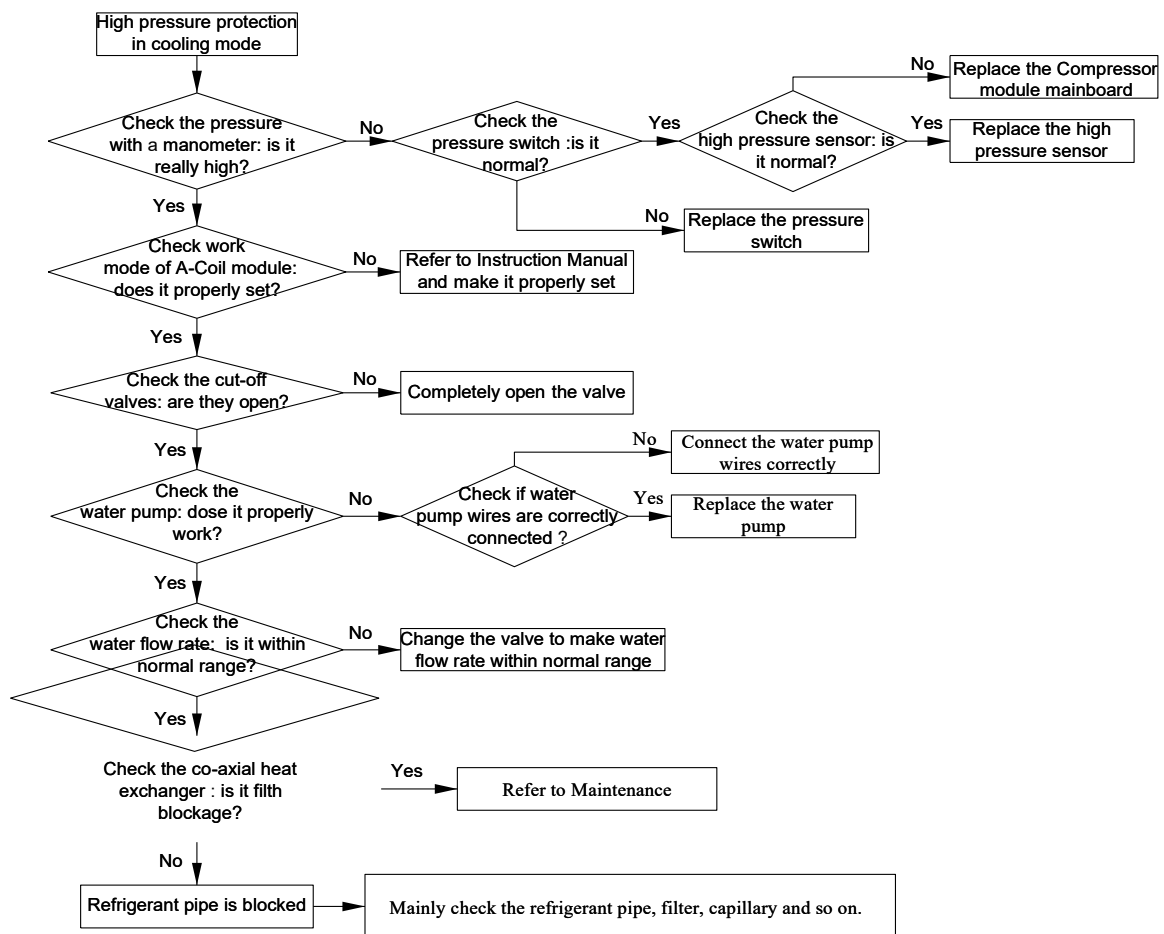 High pressure protection
in cooling mode
No
Replace the Compressor
module mainboard
Check the pressure
with a manometer: is it
really high?
No
Check the
pressure switch :is it
normal?
Yes
Check the
high pressure sensor: is
it normal?
Yes
Replace the high
pressure sensor
Yes
No
Replace the pressure
switch
Check work
mode of A-Coil module:
does it properly set?
No
Refer to Instruction Manual
and make it properly set
Yes
Check the cut-off
valves: are they open?
No
Completely open the valve
Yes
No
Connect the water pump
wires correctly
Check the
water pump: dose it properly
work?
No
Check if water
pump wires are correctly
connected ?
Yes
Replace the water
pump
Yes
Check the
water flow rate: is it within
normal range?
No
Change the valve to make water
flow rate within normal range
Yes
Check the co-axial heat
exchanger : is it filth
blockage?
Yes
Refer to Maintenance
No
Refrigerant pipe is blocked
Mainly check the refrigerant pipe, filter, capillary and so on.